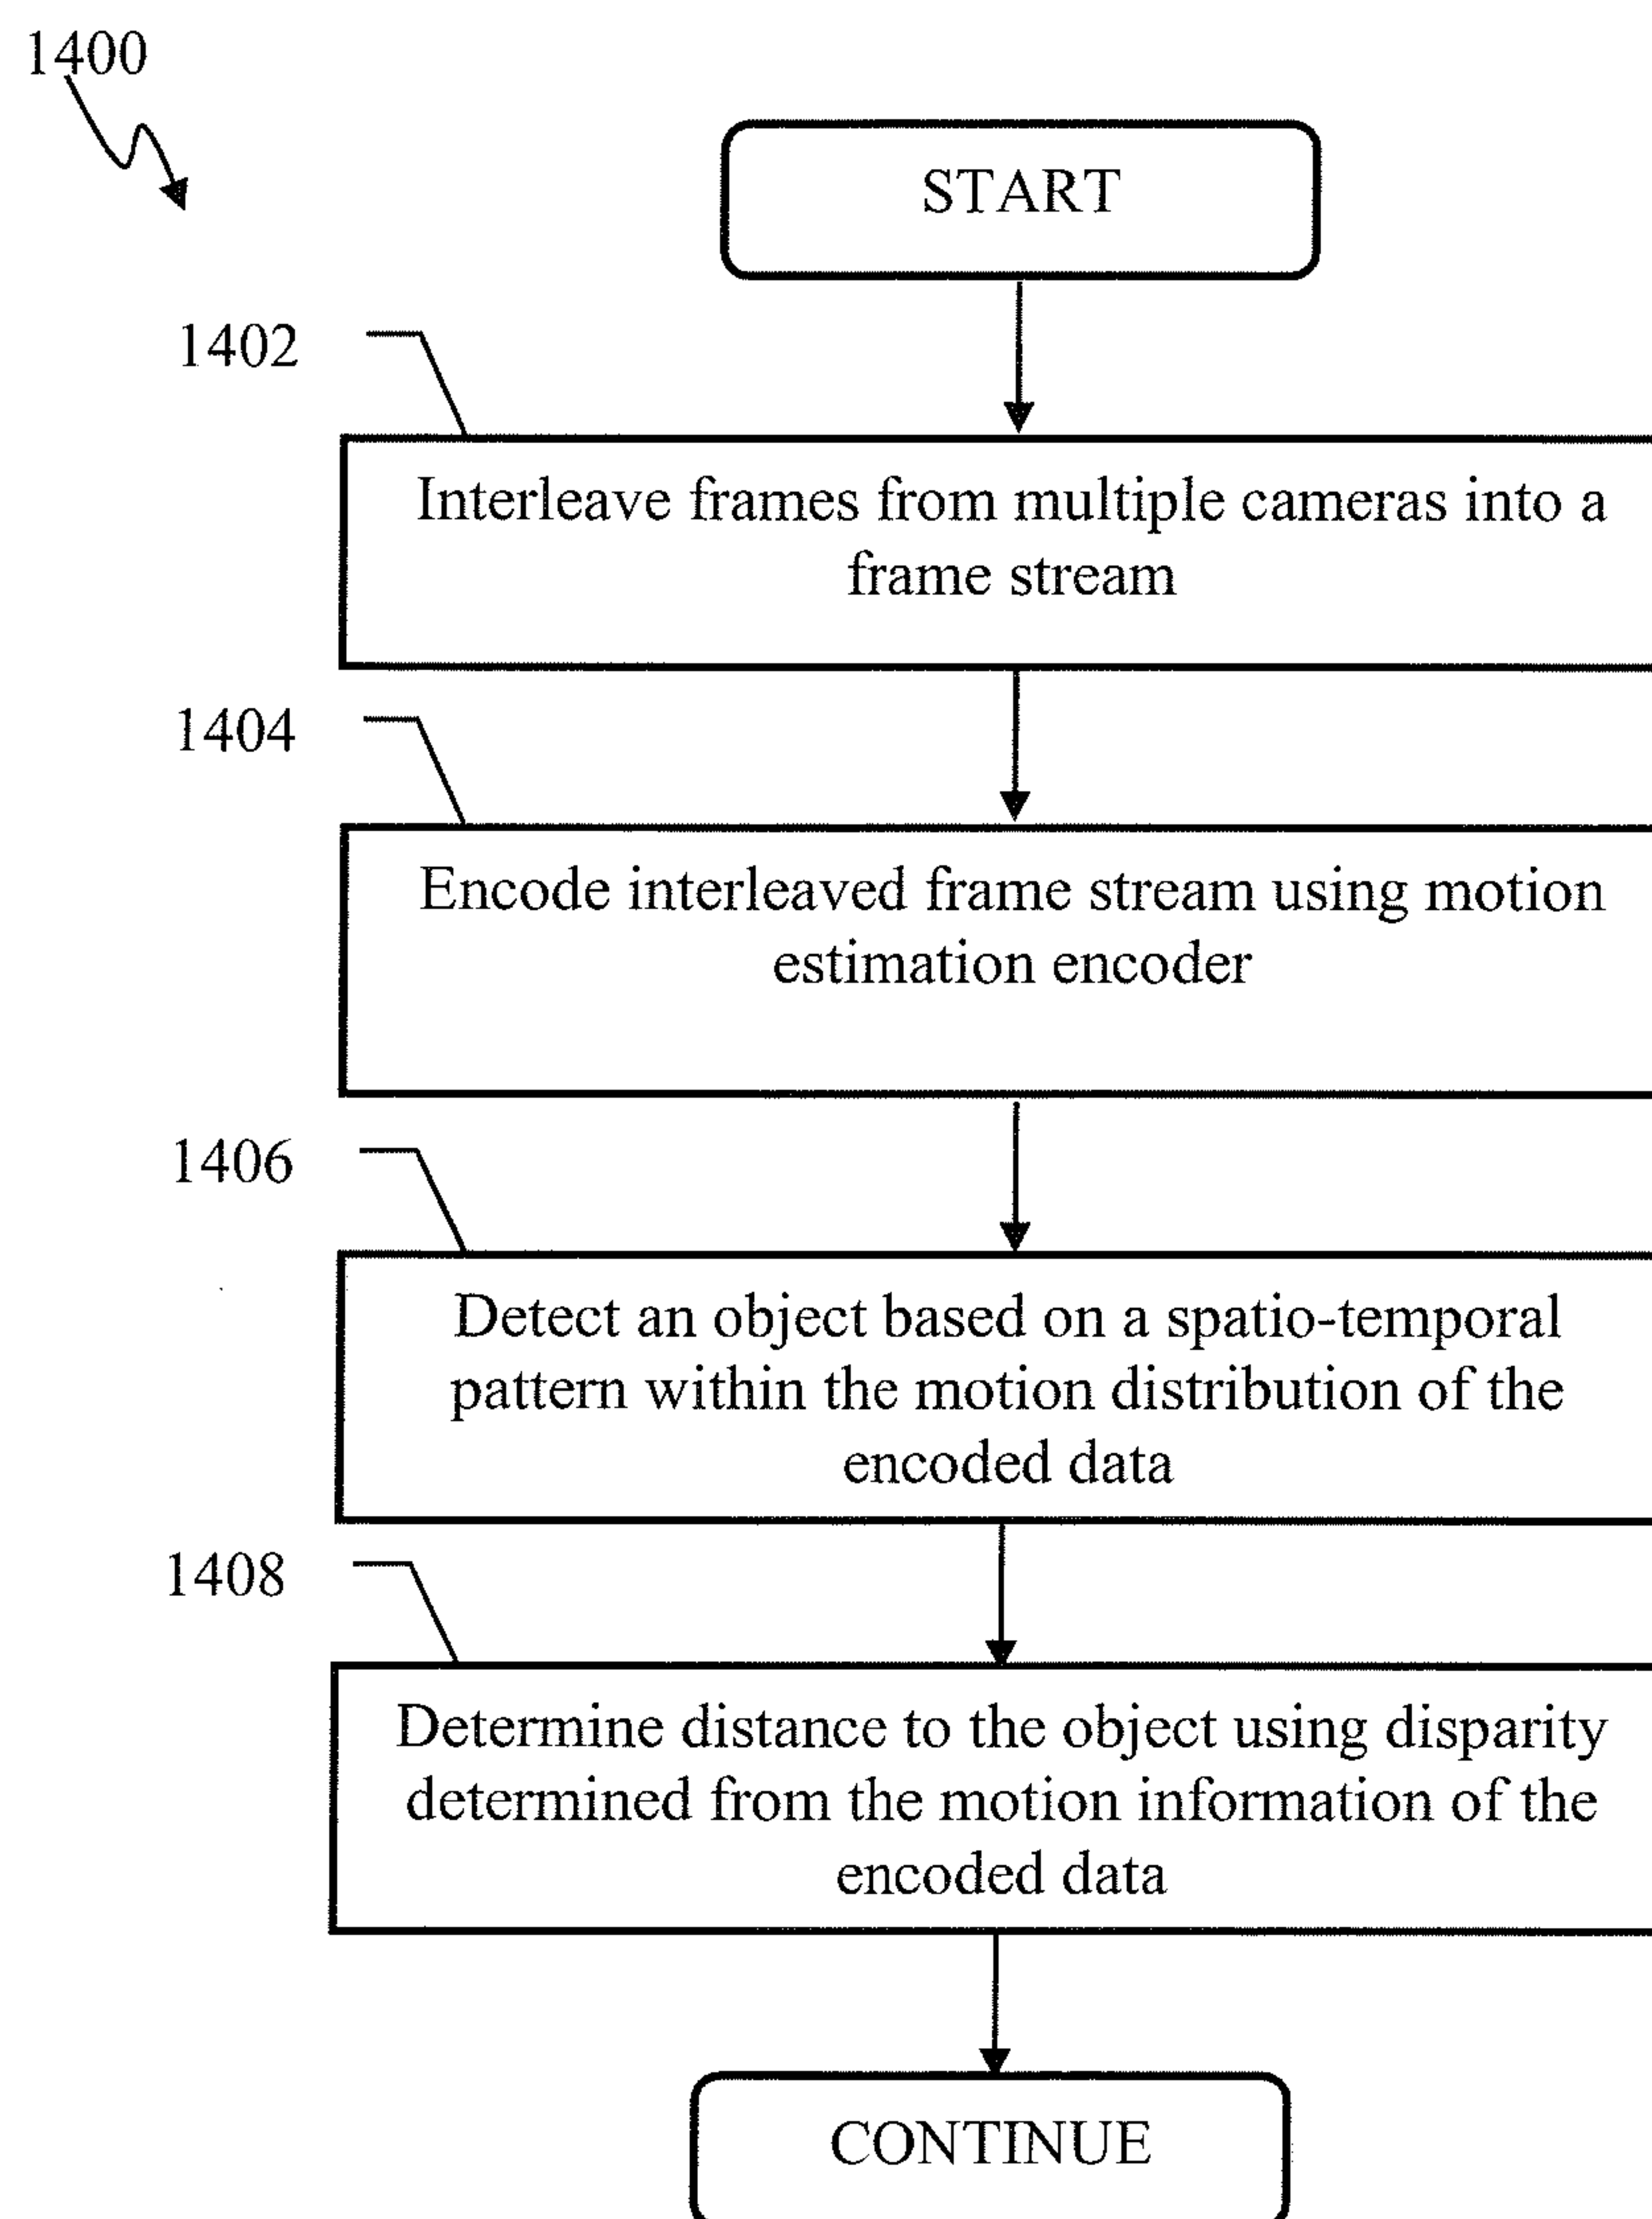 1400
START
1402
Interleave frames from multiple cameras into a
frame stream
1404
Encode interleaved frame stream using motion
estimation encoder
1406
Detect an object based on a spatio-temporal
pattern within the motion distribution of the
encoded data
1408
Determine distance to the object using disparity
determined from the motion information of the
encoded data
CONTINUE